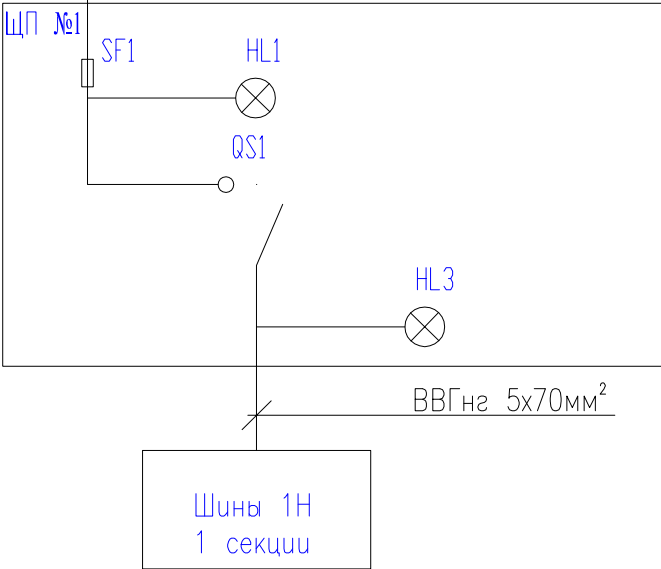 ЩП №1
SF1
HL1
QS1
HL3
ВВГнг 5х70мм²
Шины 1Н
1 секции